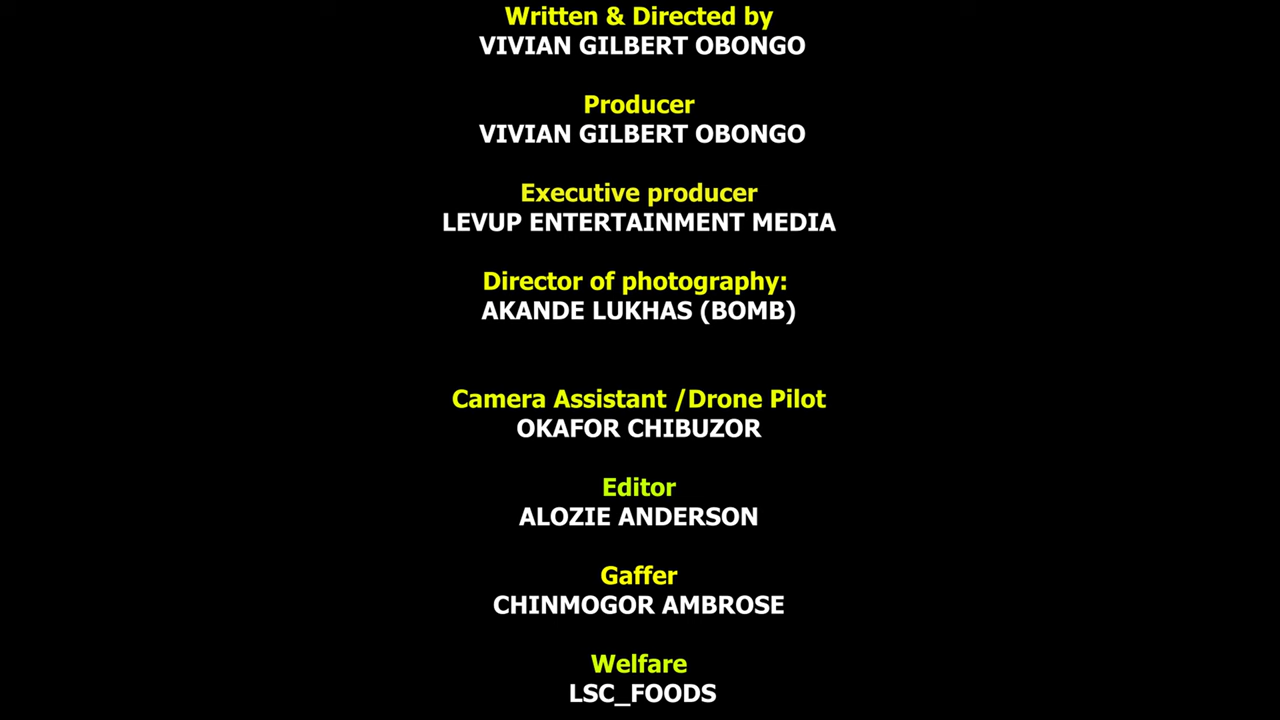 Written & Directed by
VIVIAN GILBERT OBONGO
Producer
VIVIAN GILBERT OBONGO
Executive producer
LEVUP ENTERTAINMENT MEDIA
Director of photography:
AKANDE LUKHAS (BOMB)
Camera Assistant /Drone Pilot
OKAFOR CHIBUZOR
Editor
ALOZIE ANDERSON
Gaffer
CHINMOGOR AMBROSE
Welfare
LSC_FOODS